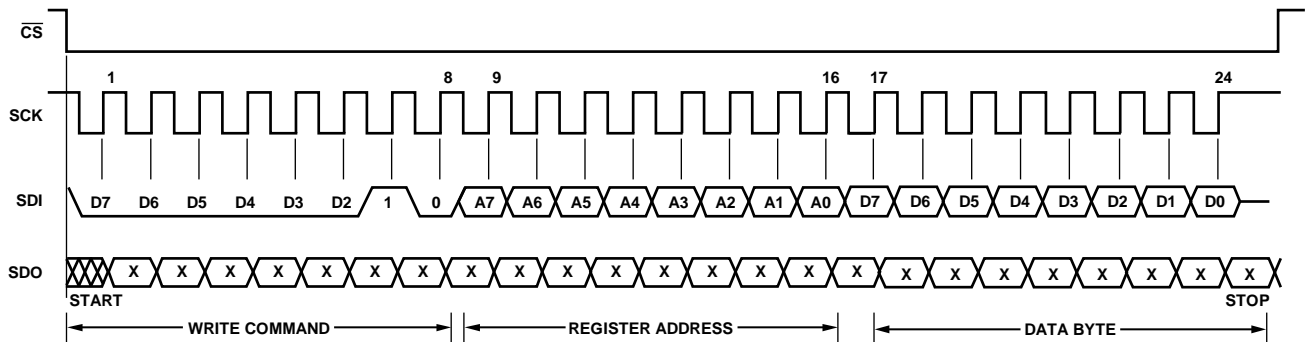 CS
1 8 9 16 17 24
SCK
SDI D7 D6 D5 D4 D3 D2 1 0 A7 A6 A5 A4 A3 A2 A1 A0 D7 D6 D5 D4 D3 D2 D1 D0
SDO X X X X X X X X X X X X X X X X X X X X X X X X
START STOP
WRITE COMMAND REGISTER ADDRESS DATA BYTE